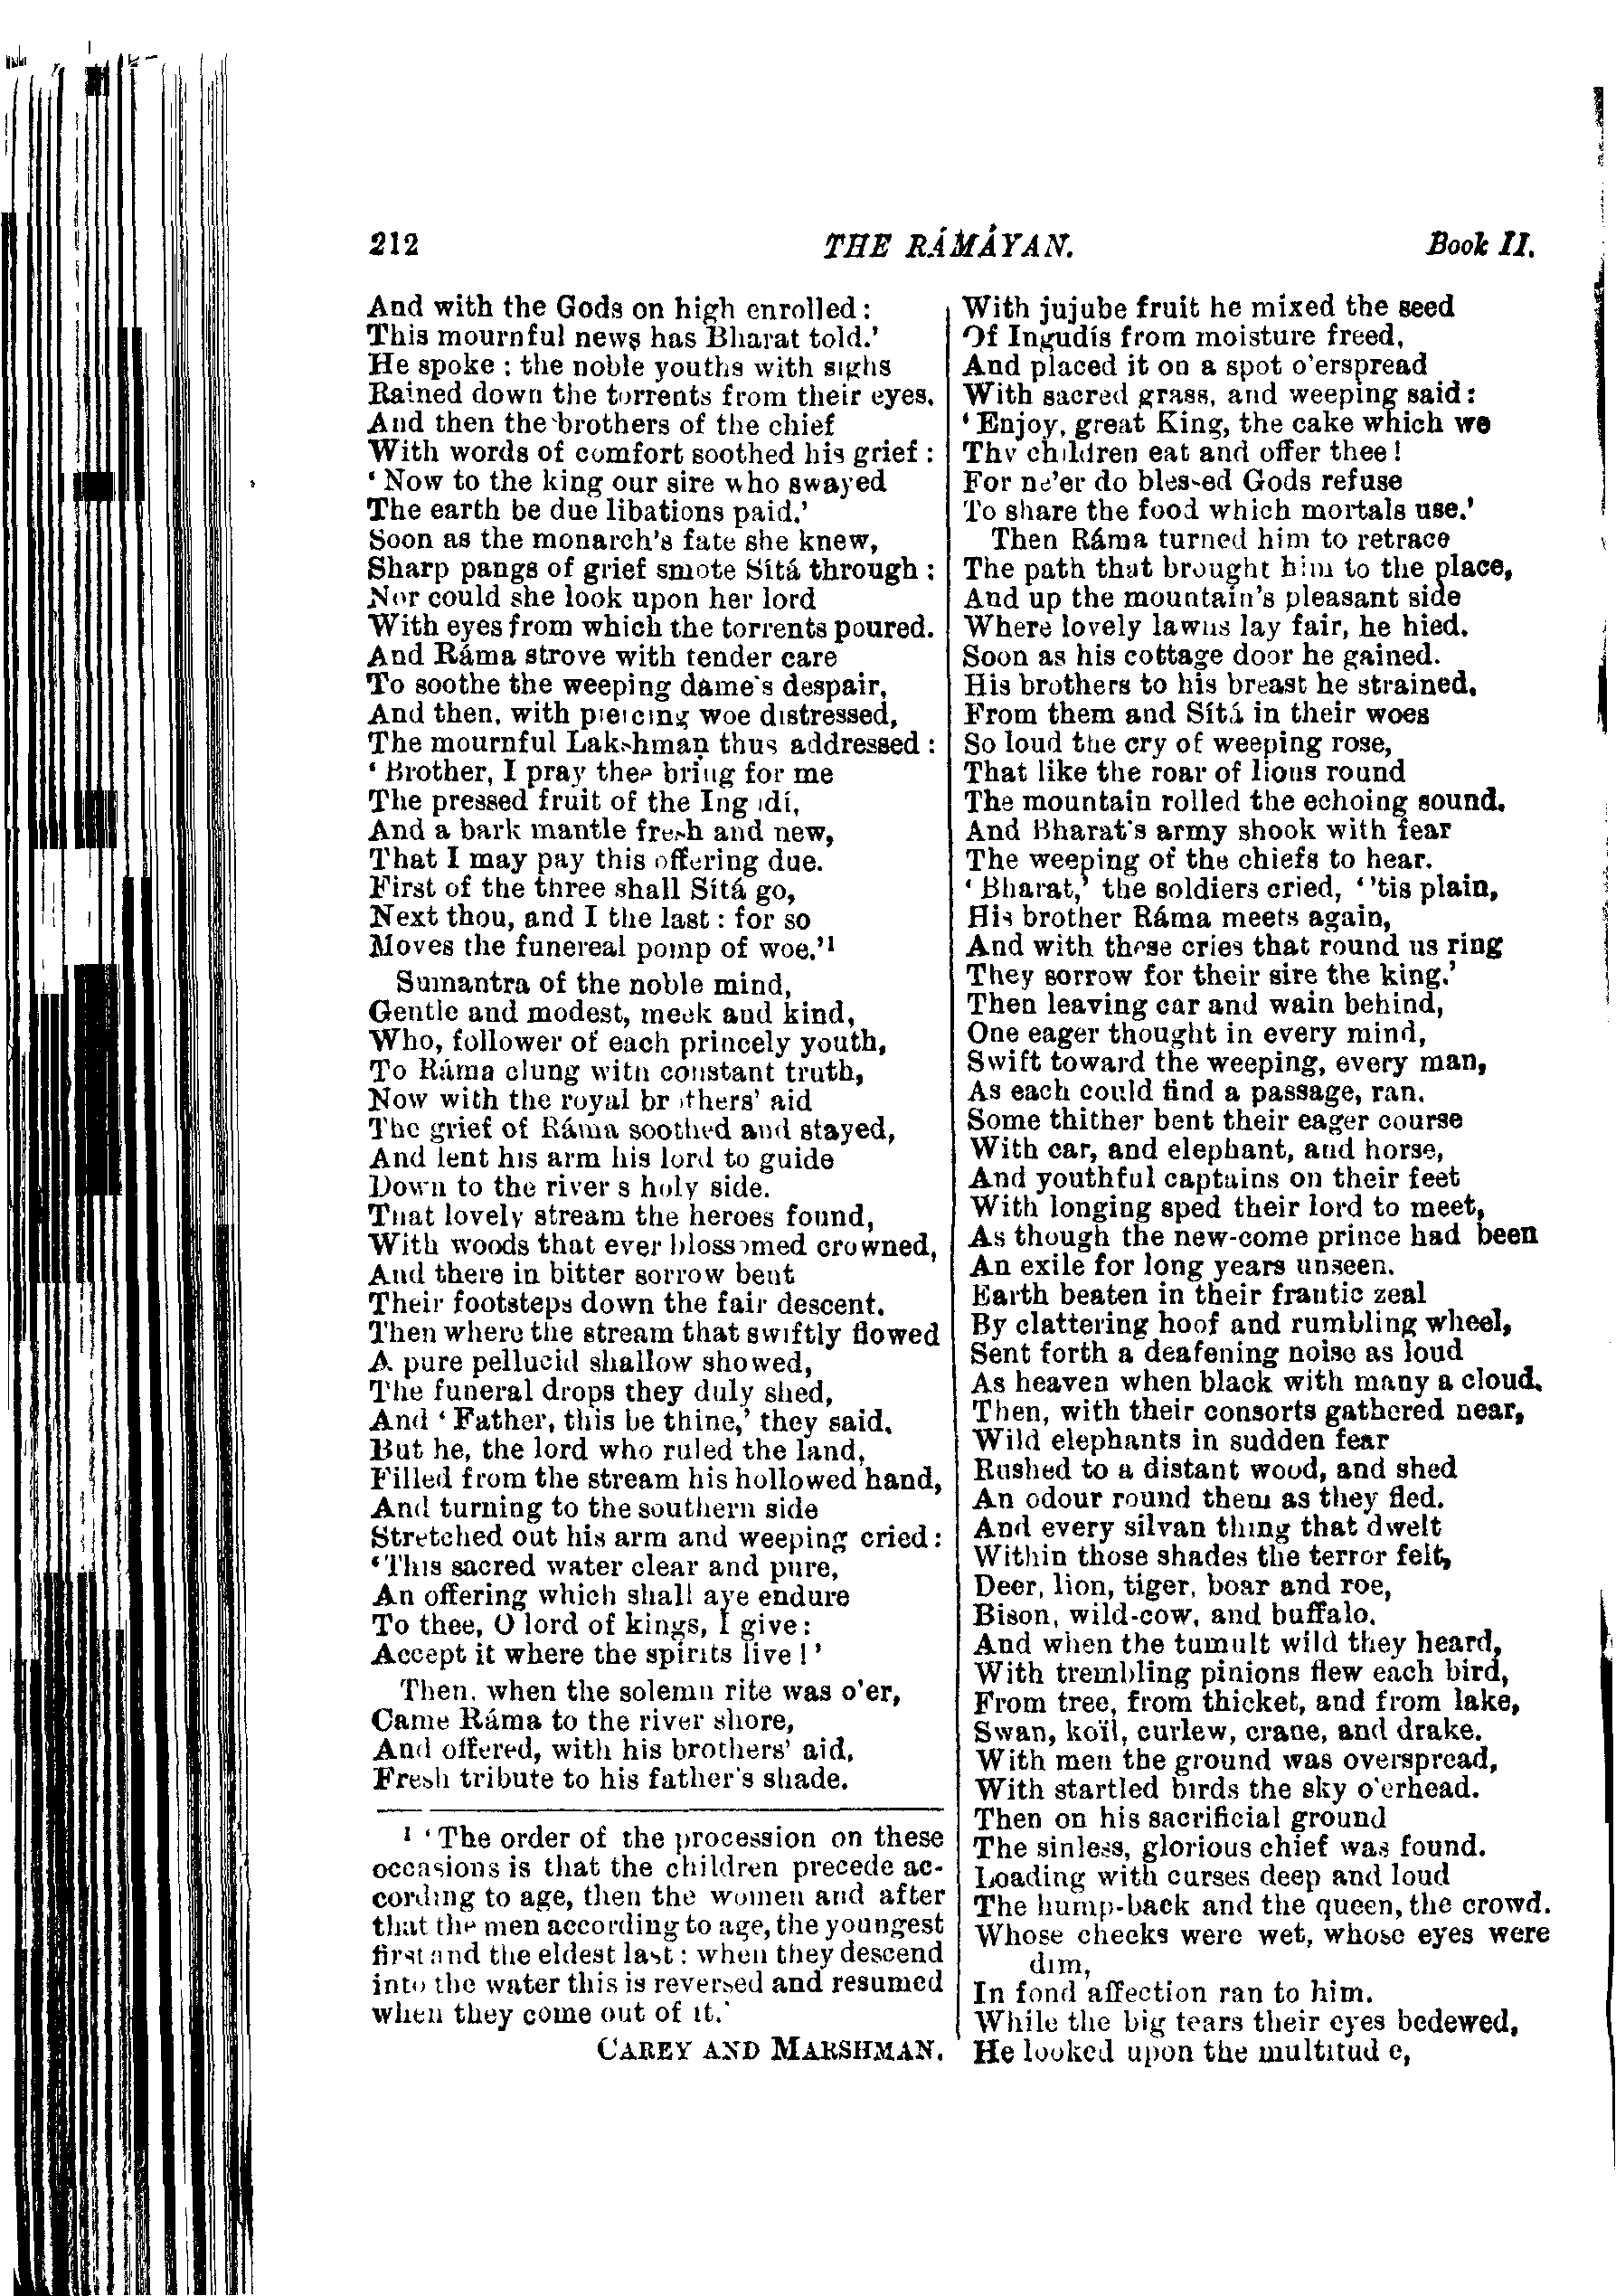 212 THE RÁMÁYAN. Book II.
And with the Gods on high enrolled:
This mournful news has Bharat told.'
He spoke: the noble youths with sighs
Rained down the torrents from their eyes.
And then the brothers of the chief
With words of comfort soothed his grief:
'Now to the king our sire who swayed
The earth be due libations paid.'
Soon as the monarch's fate she knew,
Sharp pangs of grief smote Sítá through:
Nor could she look upon her lord
With eyes from which the torrents poured.
And Ráma strove with tender care
To soothe the weeping dame's despair,
And then, with piercing woe distressed,
The mournful Lakshmaṇ thus addressed:
'Brother, I pray thee bring for me
The pressed fruit of the Ingudí,
And a bark mantle fresh and new,
That I may pay this offering due.
First of the three shall Sítá go,
Next thou, and I the last: for so
Moves the funereal pomp of woe.'1
Sumantra of the noble mind,
Gentle and modest, meek and kind,
Who, follower of each princely youth,
To Ráma clung with constant truth,
Now with the royal brothers' aid
The grief of Ráma soothed and stayed,
And lent his arm his lord to guide
Down to the river s holy side.
That lovely stream the heroes found,
With woods that ever blossomed crowned,
And there in bitter sorrow bent
Their footsteps down the fair descent.
Then where the stream that swiftly flowed
A pure pellucid shallow showed,
The funeral drops they duly shed,
And 'Father, this be thine,' they said.
But he, the lord who ruled the land,
Filled from the stream his hollowed hand,
And turning to the southern side
Stretched out his arm and weeping cried:
'This sacred water clear and pure,
An offering which shall aye endure
To thee, O lord of kings, I give:
Accept it where the spirits live!'
Then, when the solemn rite was o'er,
Came Ráma to the river shore,
And offered, with his brothers' aid,
Fresh tribute to his father's shade.
1 'The order of the procession on these
occasions is that the children precede ac-
cording to age, then the women and after
that the men according to age, the youngest
first and the eldest last: when they descend
into the water this is reversed and resumed
when they come out of it.'
CAREY AND MARSHMAN.
With jujube fruit he mixed the seed
Of Ingudís from moisture freed,
And placed it on a spot o'erspread
With sacred grass, and weeping said:
'Enjoy, great King, the cake which we
Thy children eat and offer thee!
For ne'er do blessed Gods refuse
To share the food which mortals use.'
Then Ráma turned him to retrace
The path that brought him to the place,
And up the mountain's pleasant side
Where lovely lawns lay fair, he hied.
Soon as his cottage door he gained.
His brothers to his breast he strained.
From them and Sítá in their woes
So loud the cry of weeping rose,
That like the roar of lions round
The mountain rolled the echoing sound.
And Bharat's army shook with fear
The weeping of the chiefs to hear.
'Bharat,' the soldiers cried, ''tis plain,
His brother Ráma meets again,
And with these cries that round us ring
They sorrow for their sire the king.'
Then leaving car and wain behind,
One eager thought in every mind,
Swift toward the weeping, every man,
As each could find a passage, ran.
Some thither bent their eager course
With car, and elephant, and horse,
And youthful captains on their feet
With longing sped their lord to meet,
As though the new-come prince had been
An exile for long years unseen.
Earth beaten in their frantic zeal
By clattering hoof and rumbling wheel,
Sent forth a deafening noise as loud
As heaven when black with many a cloud.
Then, with their consorts gathered near,
Wild elephants in sudden fear
Rushed to a distant wood, and shed
An odour round them as they fled.
And every silvan thing that dwelt
Within those shades the terror felt,
Deer, lion, tiger, boar and roe,
Bison, wild-cow, and buffalo.
And when the tumult wild they heard,
With trembling pinions flew each bird,
From tree, from thicket, and from lake,
Swan, koïl, curlew, crane, and drake.
With men the ground was overspread,
With startled birds the sky o'erhead.
Then on his sacrificial ground
The sinless, glorious chief was found.
Loading with curses deep and loud
The hump-back and the queen, the crowd.
Whose cheeks were wet, whose eyes were
dim,
In fond affection ran to him.
While the big tears their eyes bedewed,
He looked upon the multitude,